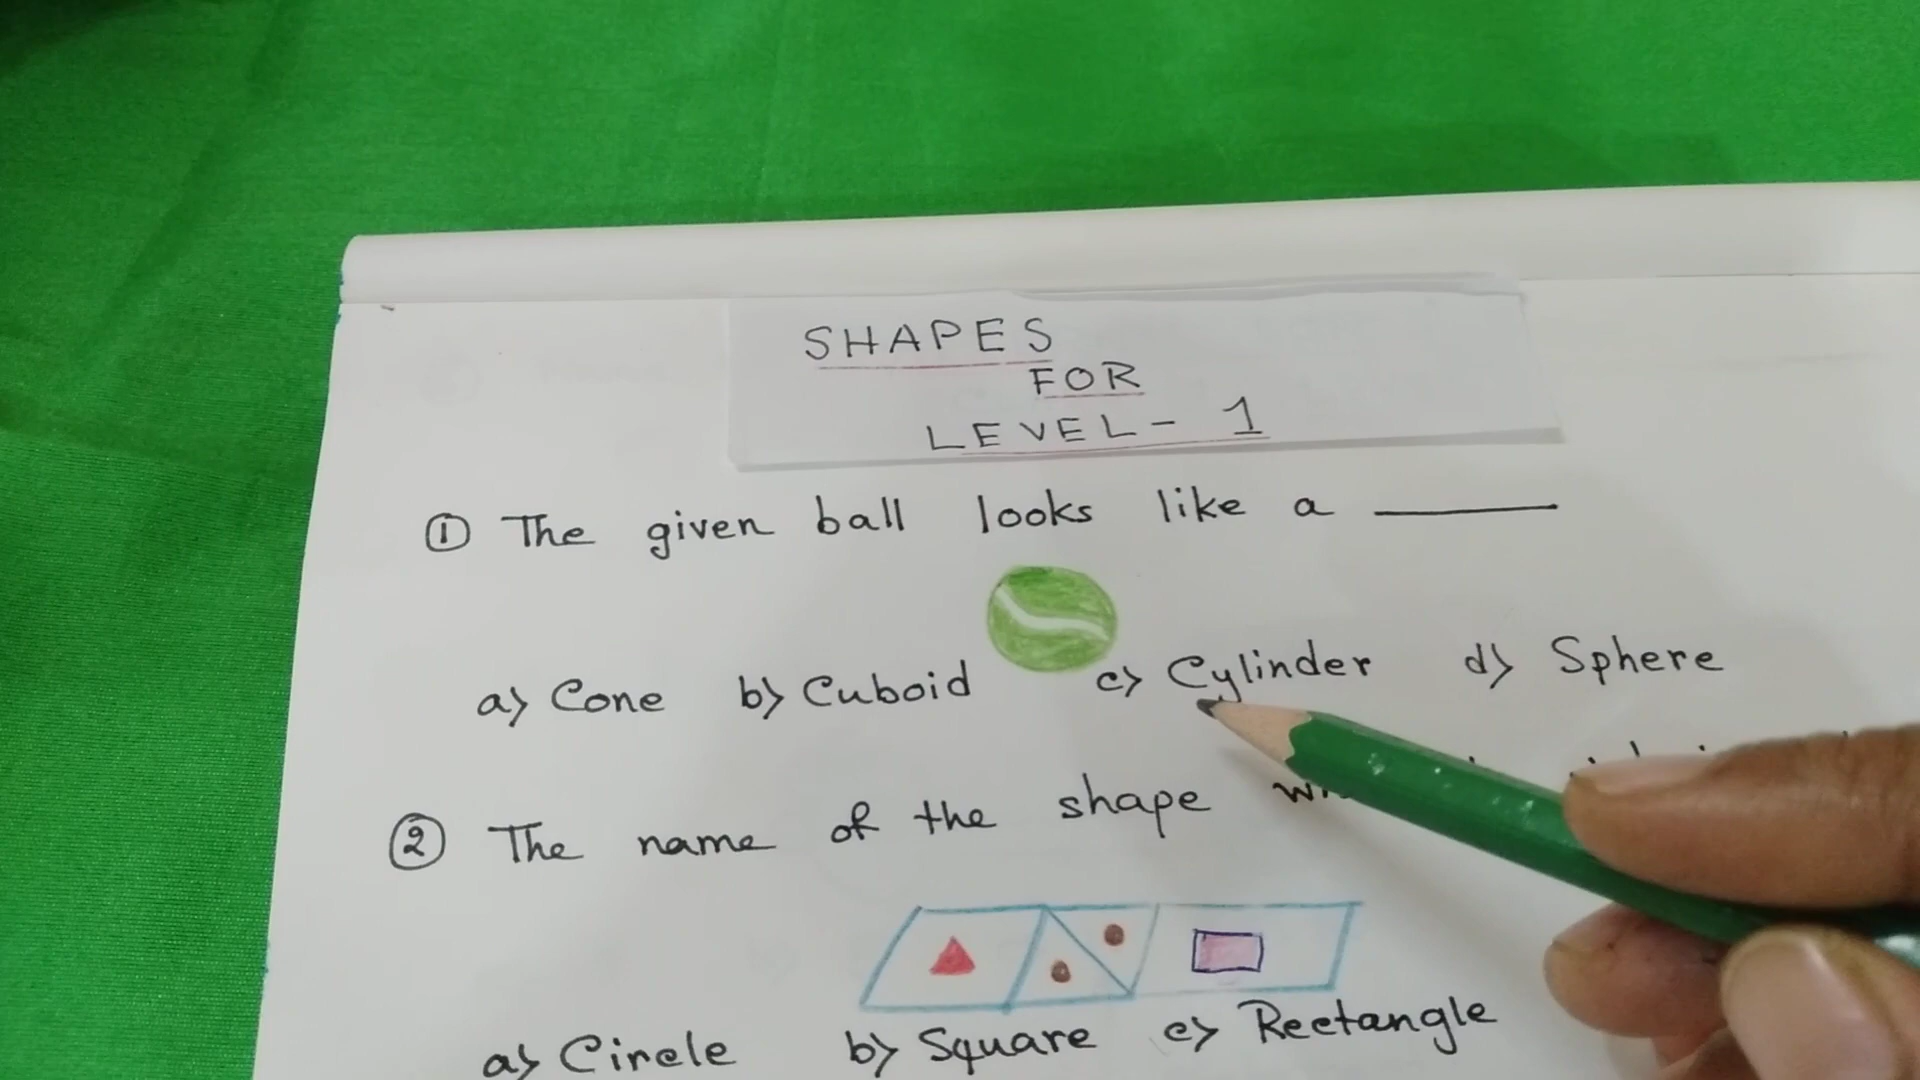 SHAPES
FOR
LEVEL - 1
① The given ball looks like a ______
a) Cone b) Cuboid c) Cylinder d) Sphere
② The name of the shape
a) Circle b) Square c) Rectangle